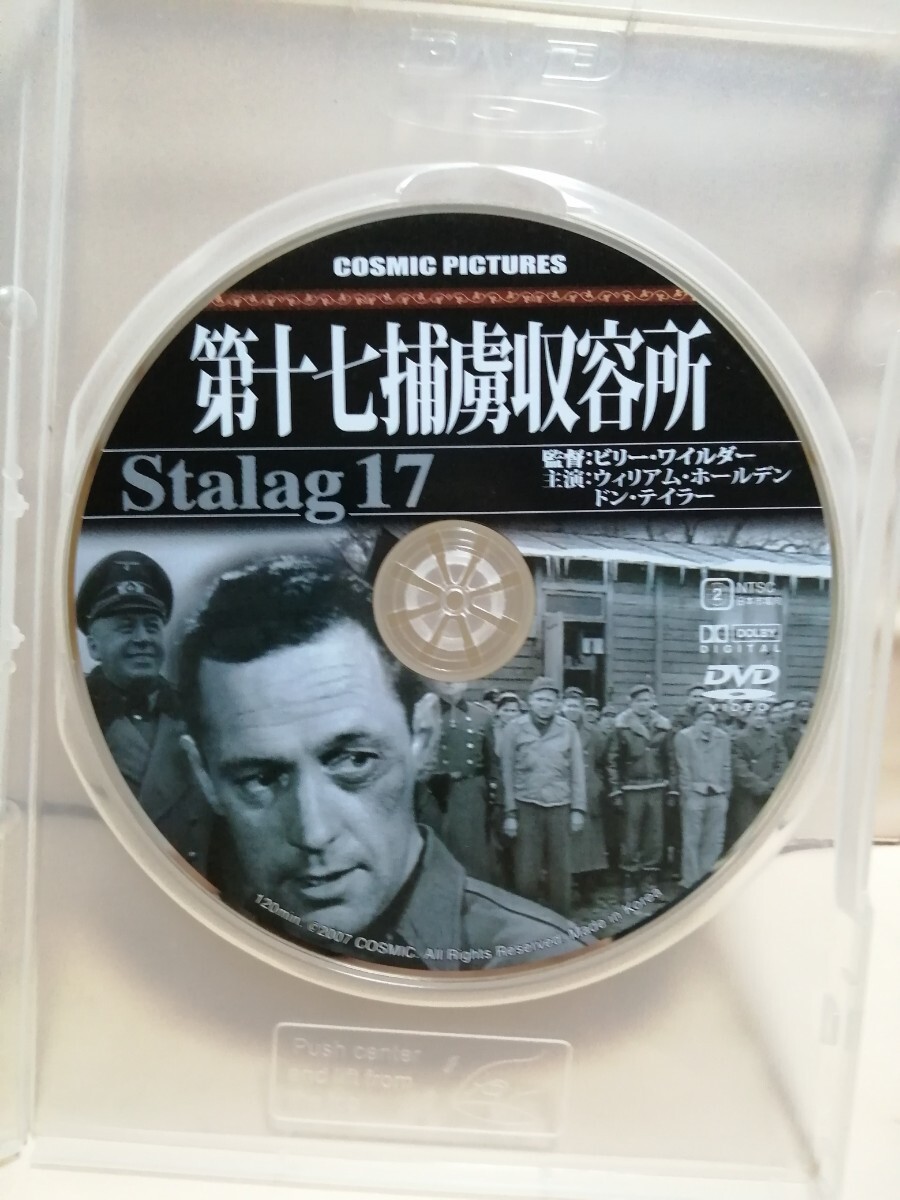 DVD
COSMIC PICTURES
第十七捕虜収容所
Stalag 17
監督:ビリー・ワイルダー
主演:ウィリアム・ホールデン
ドン・テイラー
2
NTSC
DOLBY
DIGITAL
DVD
VIDEO
120min. ©2007 COSMIC. All Rights Reserved. Made in Korea
Push center
and lift from